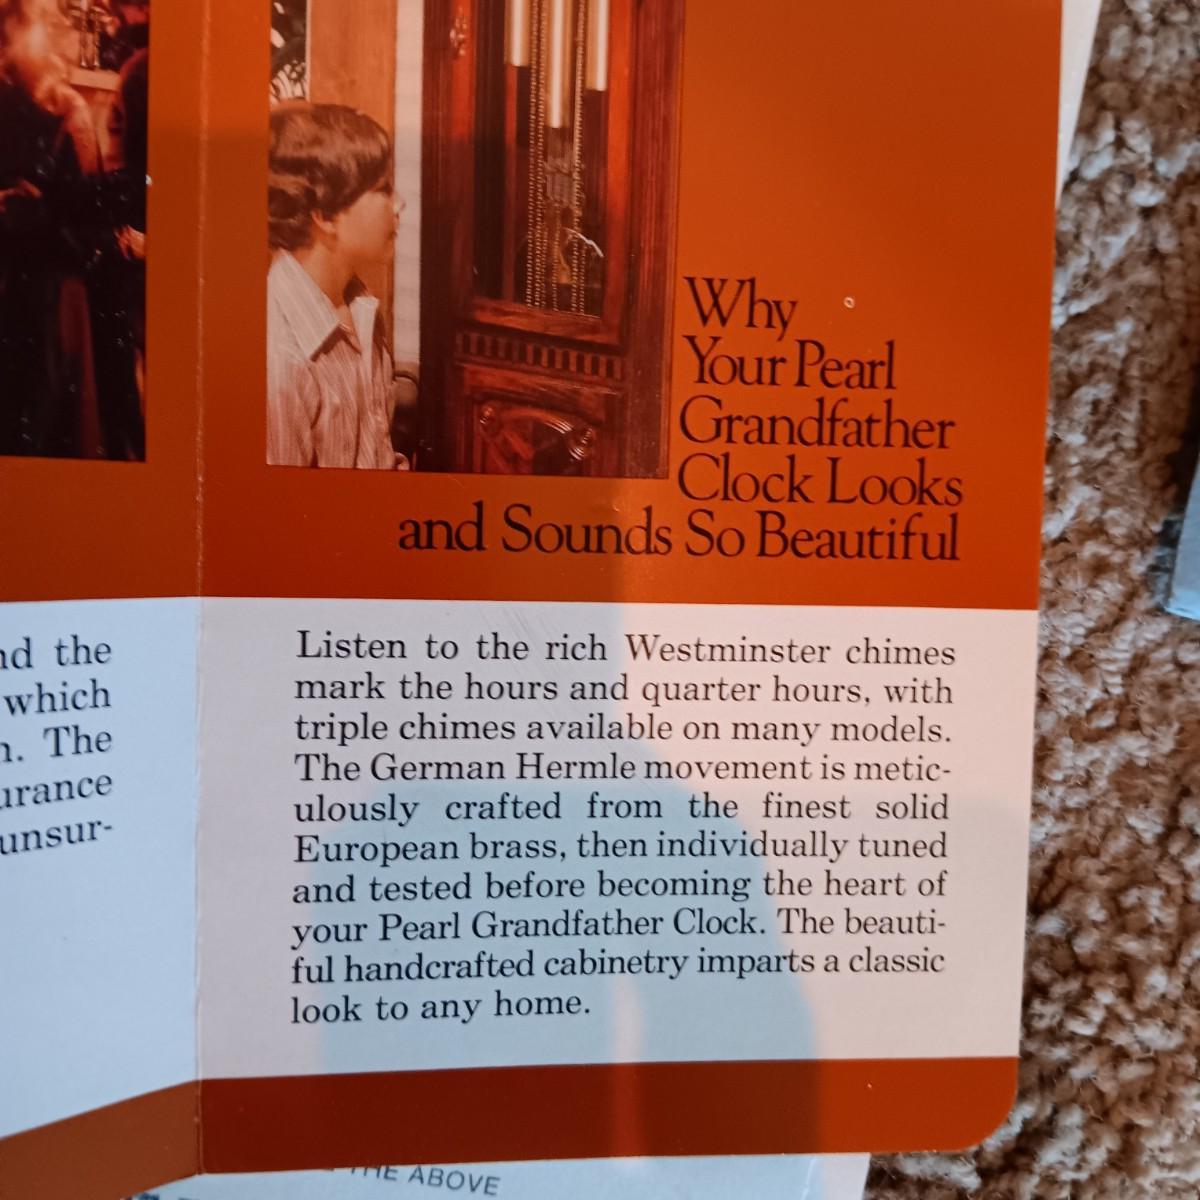 Why
Your Pearl
Grandfather
Clock Looks
and Sounds So Beautiful
the
which
The
unsur-
Listen to the rich Westminster chimes
mark the hours and quarter hours, with
triple chimes available on many models.
The German Hermle movement is metic-
ulously crafted from the finest solid
European brass, then individually tuned
and tested before becoming the heart of
your Pearl Grandfather Clock. The beauti-
ful handcrafted cabinetry imparts a classic
look to any home.
THE ABOVE